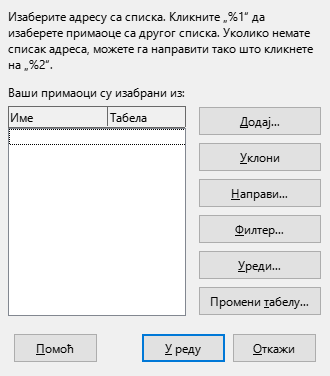 Изаберите адресу са списка. Кликните „%1“ да
изаберете примаоце са другог списка. Уколико немате
списак адреса, можете га направити тако што кликнете
на „%2“.
Ваши примаоци су изабрани из:
Име Табела
Додај...
Уклони
Направи...
Филтер...
Уреди...
Промени табелу...
Помоћ У реду Откажи